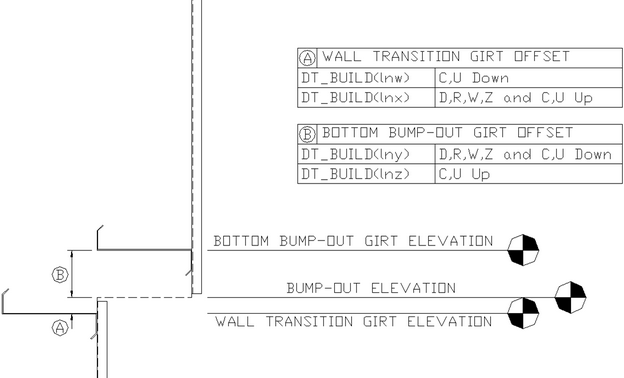 A WALL TRANSITION GIRT OFFSET
DT_BUILD(lnw) C,U Down
DT_BUILD(lnx) D,R,W,Z and C,U Up
B BOTTOM BUMP-OUT GIRT OFFSET
DT_BUILD(lny) D,R,W,Z and C,U Down
DT_BUILD(lnz) C,U Up
BOTTOM BUMP-OUT GIRT ELEVATION
B
BUMP-OUT ELEVATION
A
WALL TRANSITION GIRT ELEVATION